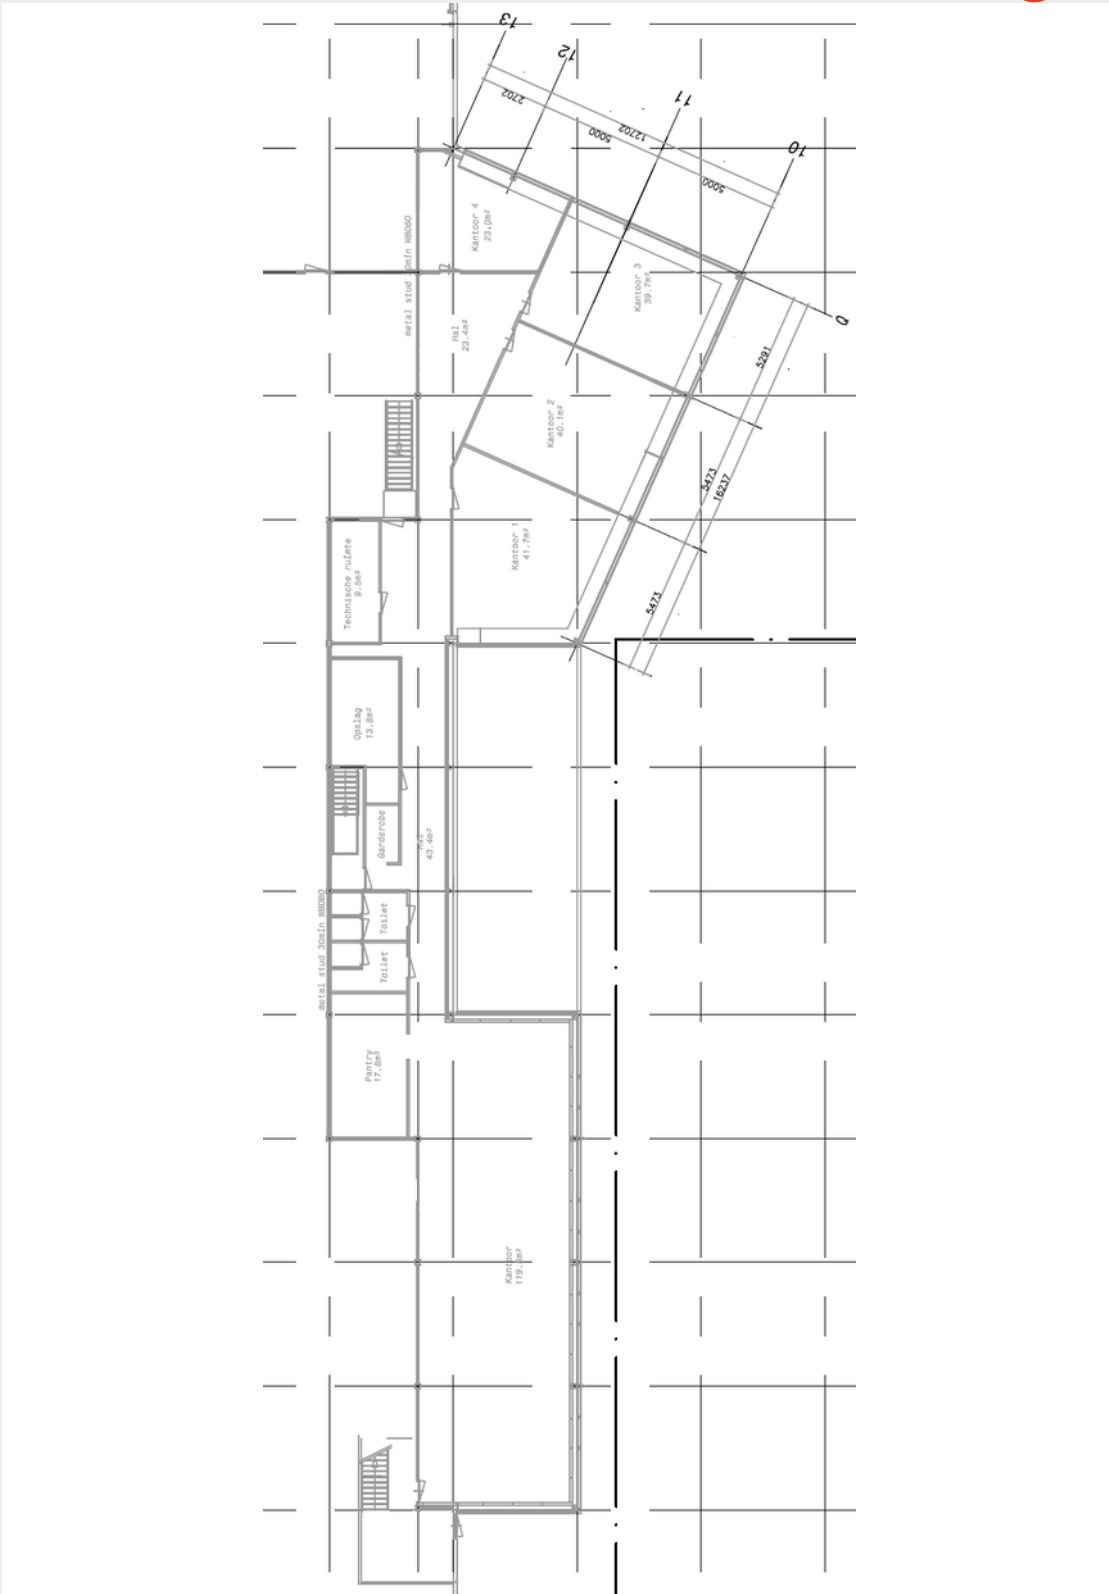 13
12
11
10
Q
2702
5000
12702
5000
5291
5473
16237
5473
Kantoor 4
23.0m²
Kantoor 3
39.7m²
Hal
23.4m²
Kantoor 2
40.1m²
Kantoor 1
41.7m²
metal stud 30min WBDBO
Technische ruimte
9.5m²
Opslag
13.8m²
Garderobe
Hal
43.4m²
Toilet
Toilet
metal stud 30min WBDBO
Pantry
17.8m²
Kantoor